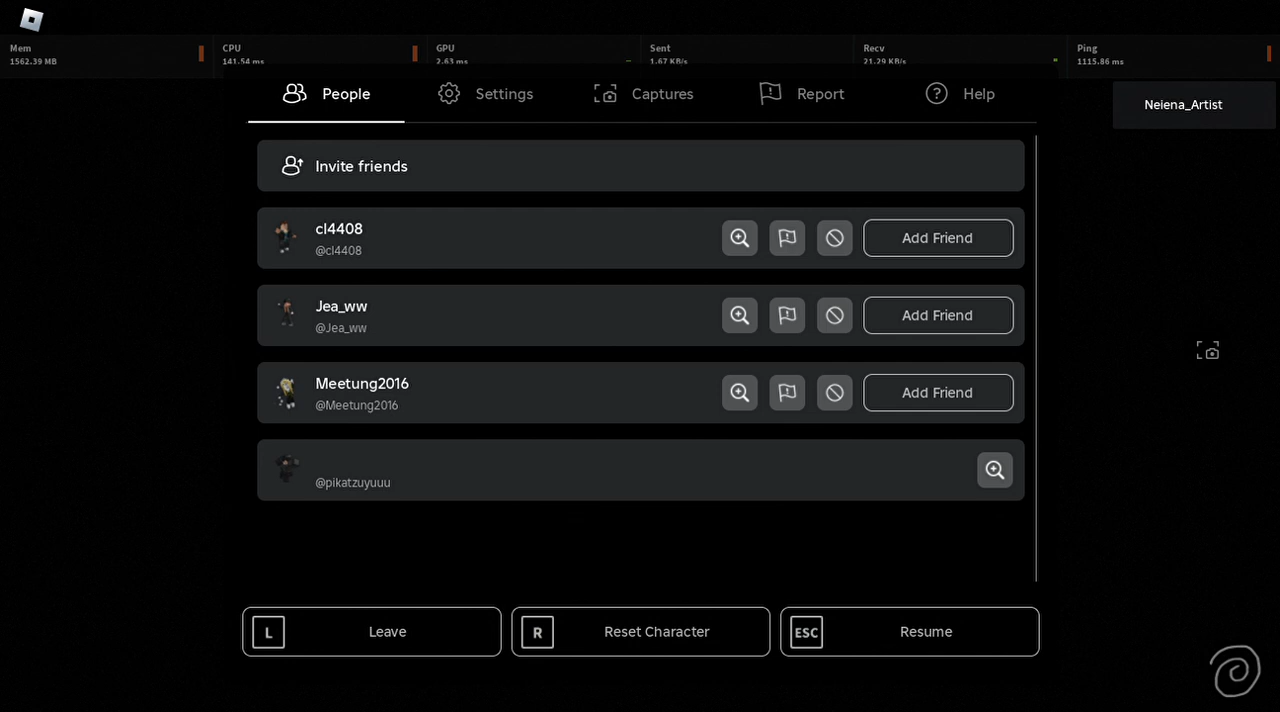 Mem CPU GPU Sent Recv Ping
1562.39 MB 141.54 ms 2.63 ms 1.67 KB/s 21.29 KB/s 1115.86 ms
People Settings Captures Report Help
Neiena_Artist
Invite friends
cl4408
@cl4408
Add Friend
Jea_ww
@Jea_ww
Add Friend
Meetung2016
@Meetung2016
Add Friend
@pikatzuyuuu
L Leave R Reset Character ESC Resume